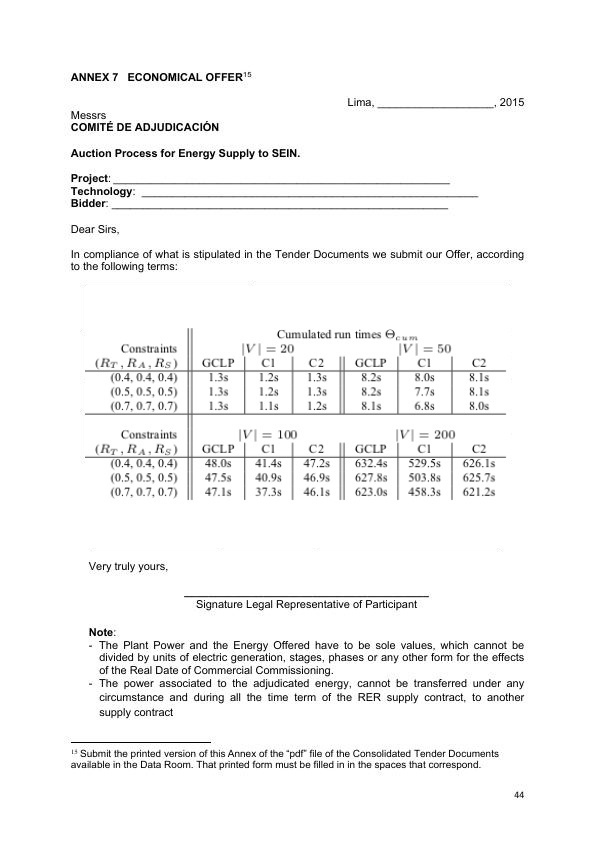 ANNEX 7 ECONOMICAL OFFER15
Lima, ___________________, 2015
Messrs
COMITÉ DE ADJUDICACIÓN
Auction Process for Energy Supply to SEIN.
Project: _______________________________________________________
Technology: _______________________________________________________
Bidder: _______________________________________________________
Dear Sirs,
In compliance of what is stipulated in the Tender Documents we submit our Offer, according
to the following terms:
Cumulated run times Θcum
Constraints |V| = 20 |V| = 50
(RT, RA, RS) GCLP C1 C2 GCLP C1 C2
(0.4, 0.4, 0.4) 1.3s 1.2s 1.3s 8.2s 8.0s 8.1s
(0.5, 0.5, 0.5) 1.3s 1.2s 1.3s 8.2s 7.7s 8.1s
(0.7, 0.7, 0.7) 1.3s 1.1s 1.2s 8.1s 6.8s 8.0s
Constraints |V| = 100 |V| = 200
(RT, RA, RS) GCLP C1 C2 GCLP C1 C2
(0.4, 0.4, 0.4) 48.0s 41.4s 47.2s 632.4s 529.5s 626.1s
(0.5, 0.5, 0.5) 47.5s 40.9s 46.9s 627.8s 503.8s 625.7s
(0.7, 0.7, 0.7) 47.1s 37.3s 46.1s 623.0s 458.3s 621.2s
Very truly yours,
Signature Legal Representative of Participant
Note:
- The Plant Power and the Energy Offered have to be sole values, which cannot be
divided by units of electric generation, stages, phases or any other form for the effects
of the Real Date of Commercial Commissioning.
- The power associated to the adjudicated energy, cannot be transferred under any
circumstance and during all the time term of the RER supply contract, to another
supply contract
15 Submit the printed version of this Annex of the “pdf” file of the Consolidated Tender Documents
available in the Data Room. That printed form must be filled in in the spaces that correspond.
44